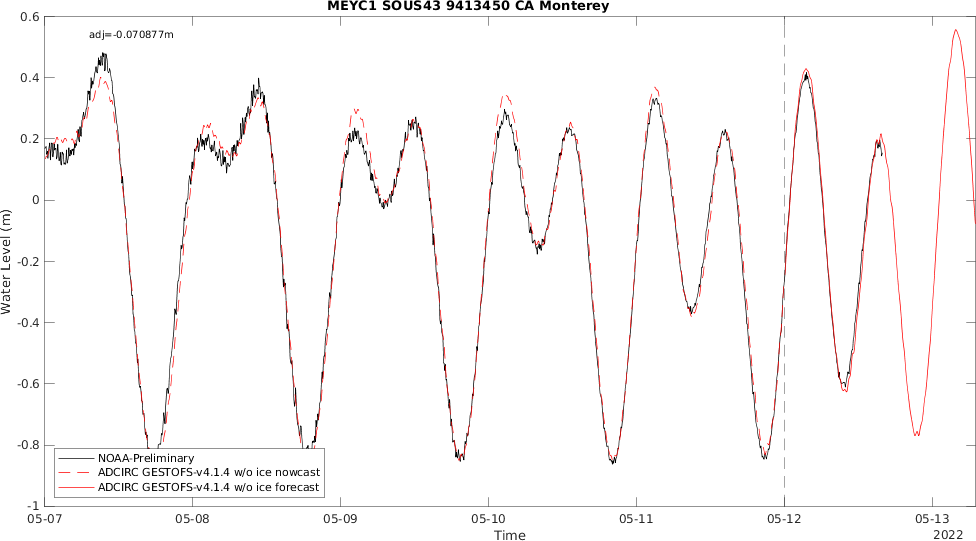 MEYC1 SOUS43 9413450 CA Monterey
adj=-0.070877m
0.6
0.4
0.2
0
-0.2
-0.4
-0.6
-0.8
-1
Water Level (m)
NOAA-Preliminary
ADCIRC GESTOFS-v4.1.4 w/o ice nowcast
ADCIRC GESTOFS-v4.1.4 w/o ice forecast
05-07 05-08 05-09 05-10 05-11 05-12 05-13
Time
2022